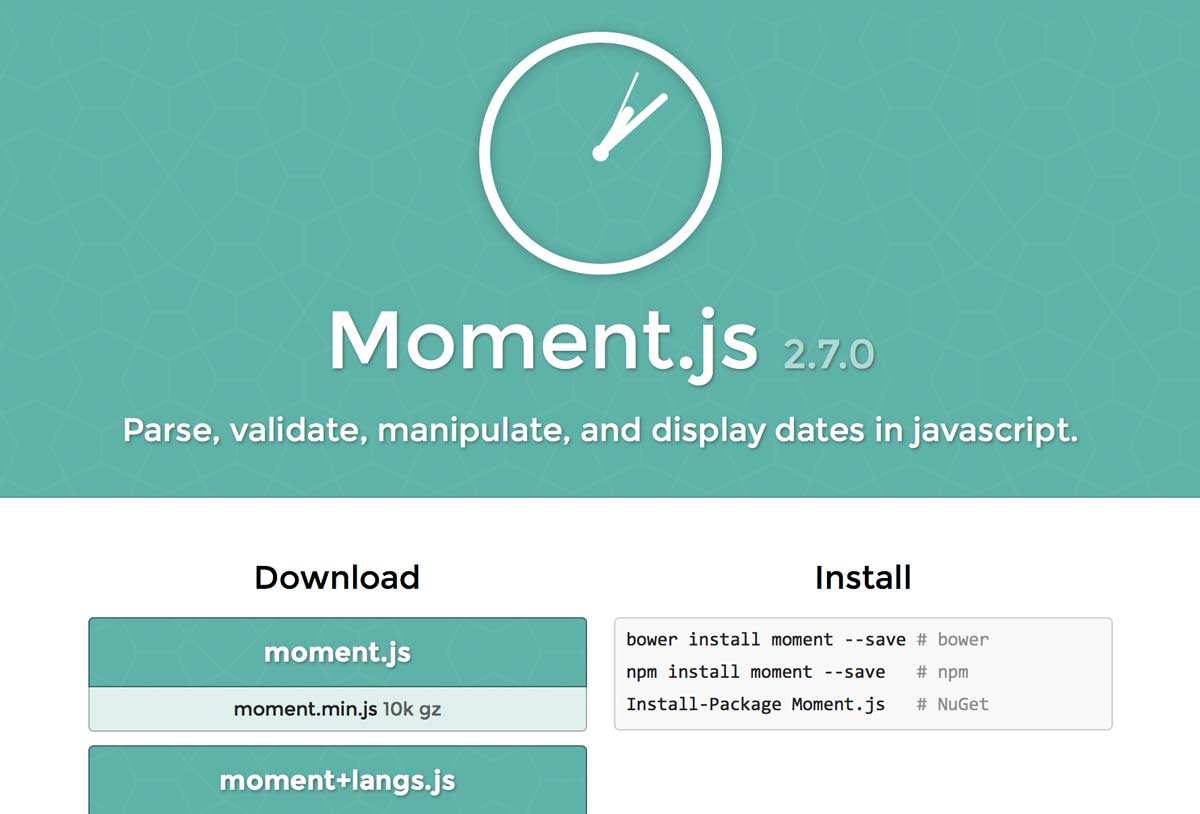 Moment.js 2.7.0
Parse, validate, manipulate, and display dates in javascript.
Download
moment.js
moment.min.js 10k gz
moment+langs.js
Install
bower install moment --save # bower
npm install moment --save # npm
Install-Package Moment.js # NuGet